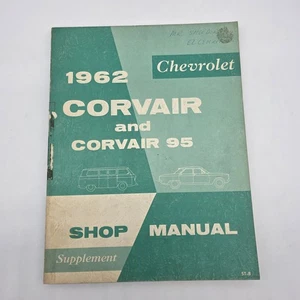 Chevrolet
1962
CORVAIR
and
CORVAIR 95
SHOP MANUAL
Supplement